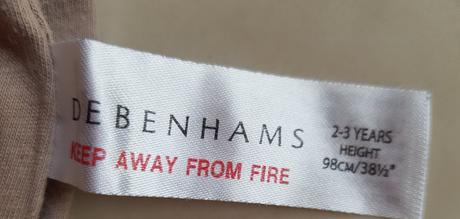 DEBENHAMS
KEEP AWAY FROM FIRE
2-3 YEARS
HEIGHT
98CM/38½"